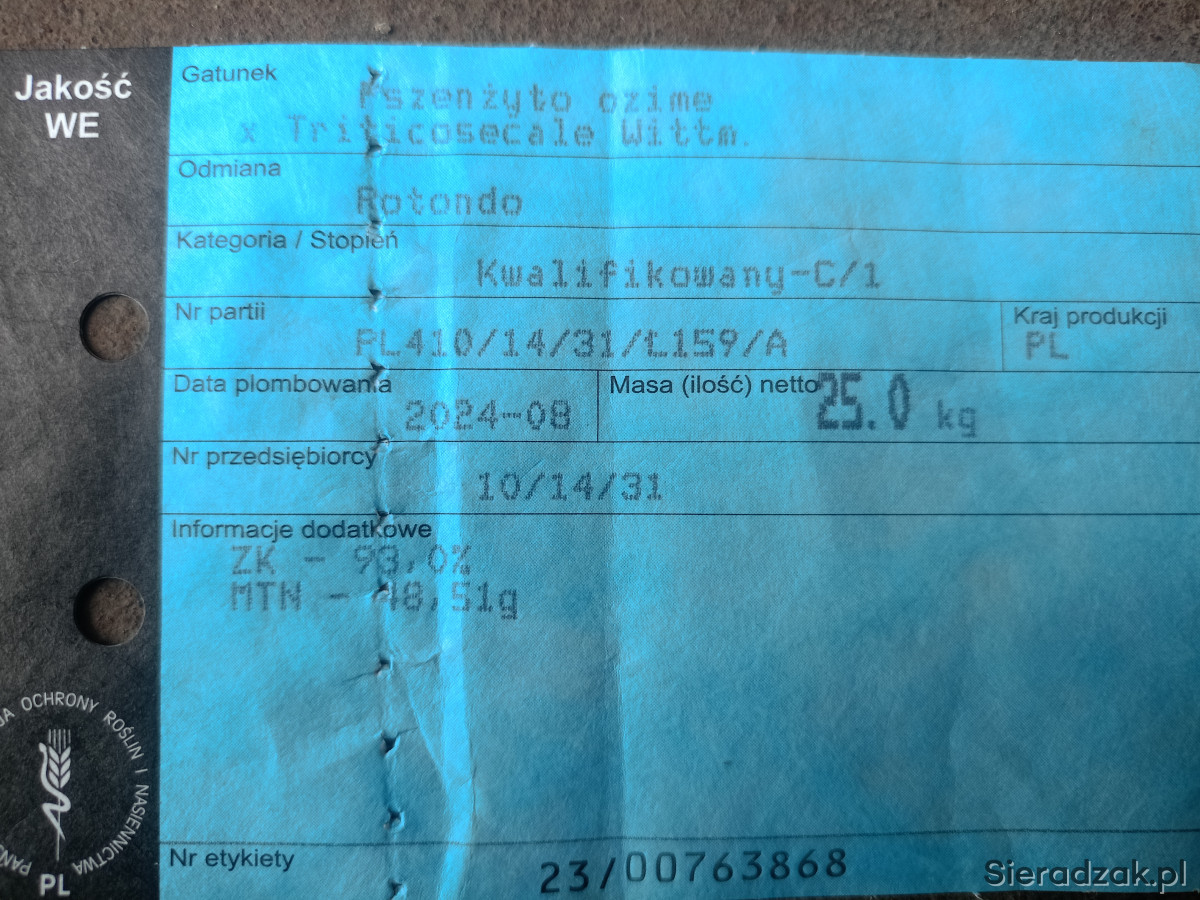 Jakość
WE
Gatunek
Pszenżyto ozime
x Triticosecale Wittm.
Odmiana
Rotondo
Kategoria / Stopień
Kwalifikowany-C/1
Nr partii
PL410/14/31/Ł159/A
Kraj produkcji
PL
Data plombowania
2024-08
Masa (ilość) netto 25.0 kg
Nr przedsiębiorcy
10/14/31
Informacje dodatkowe
ZK - 93,0%
MTN - 48,51g
OCHRONY ROŚLIN I NASIENNICTWA
PL
Nr etykiety
23/00763868
Sieradzak.pl